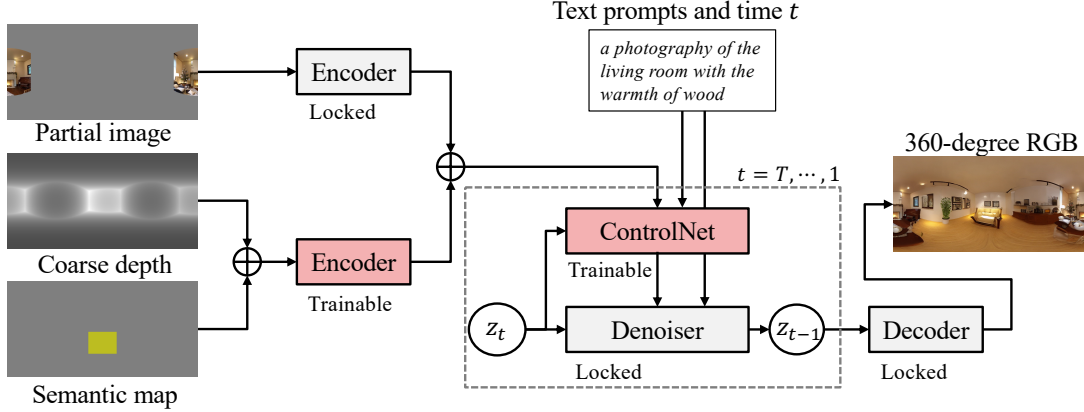 Text prompts and time t
a photography of the
living room with the
warmth of wood
Encoder
Locked
Partial image
360-degree RGB
t = T, ⋯ , 1
ControlNet
Trainable
Coarse depth
Encoder
Trainable
z_t
Denoiser
z_{t−1}
Decoder
Locked
Locked
Semantic map